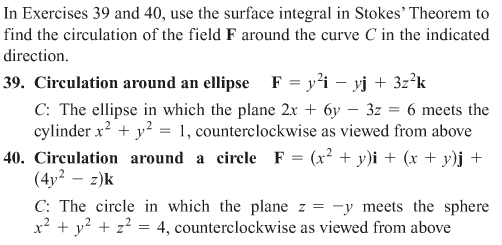 In Exercises 39 and 40, use the surface integral in Stokes' Theorem to
find the circulation of the field F around the curve C in the indicated
direction.
39. Circulation around an ellipse F = y²i − yj + 3z²k
C: The ellipse in which the plane 2x + 6y − 3z = 6 meets the
cylinder x² + y² = 1, counterclockwise as viewed from above
40. Circulation around a circle F = (x² + y)i + (x + y)j +
(4y² − z)k
C: The circle in which the plane z = −y meets the sphere
x² + y² + z² = 4, counterclockwise as viewed from above